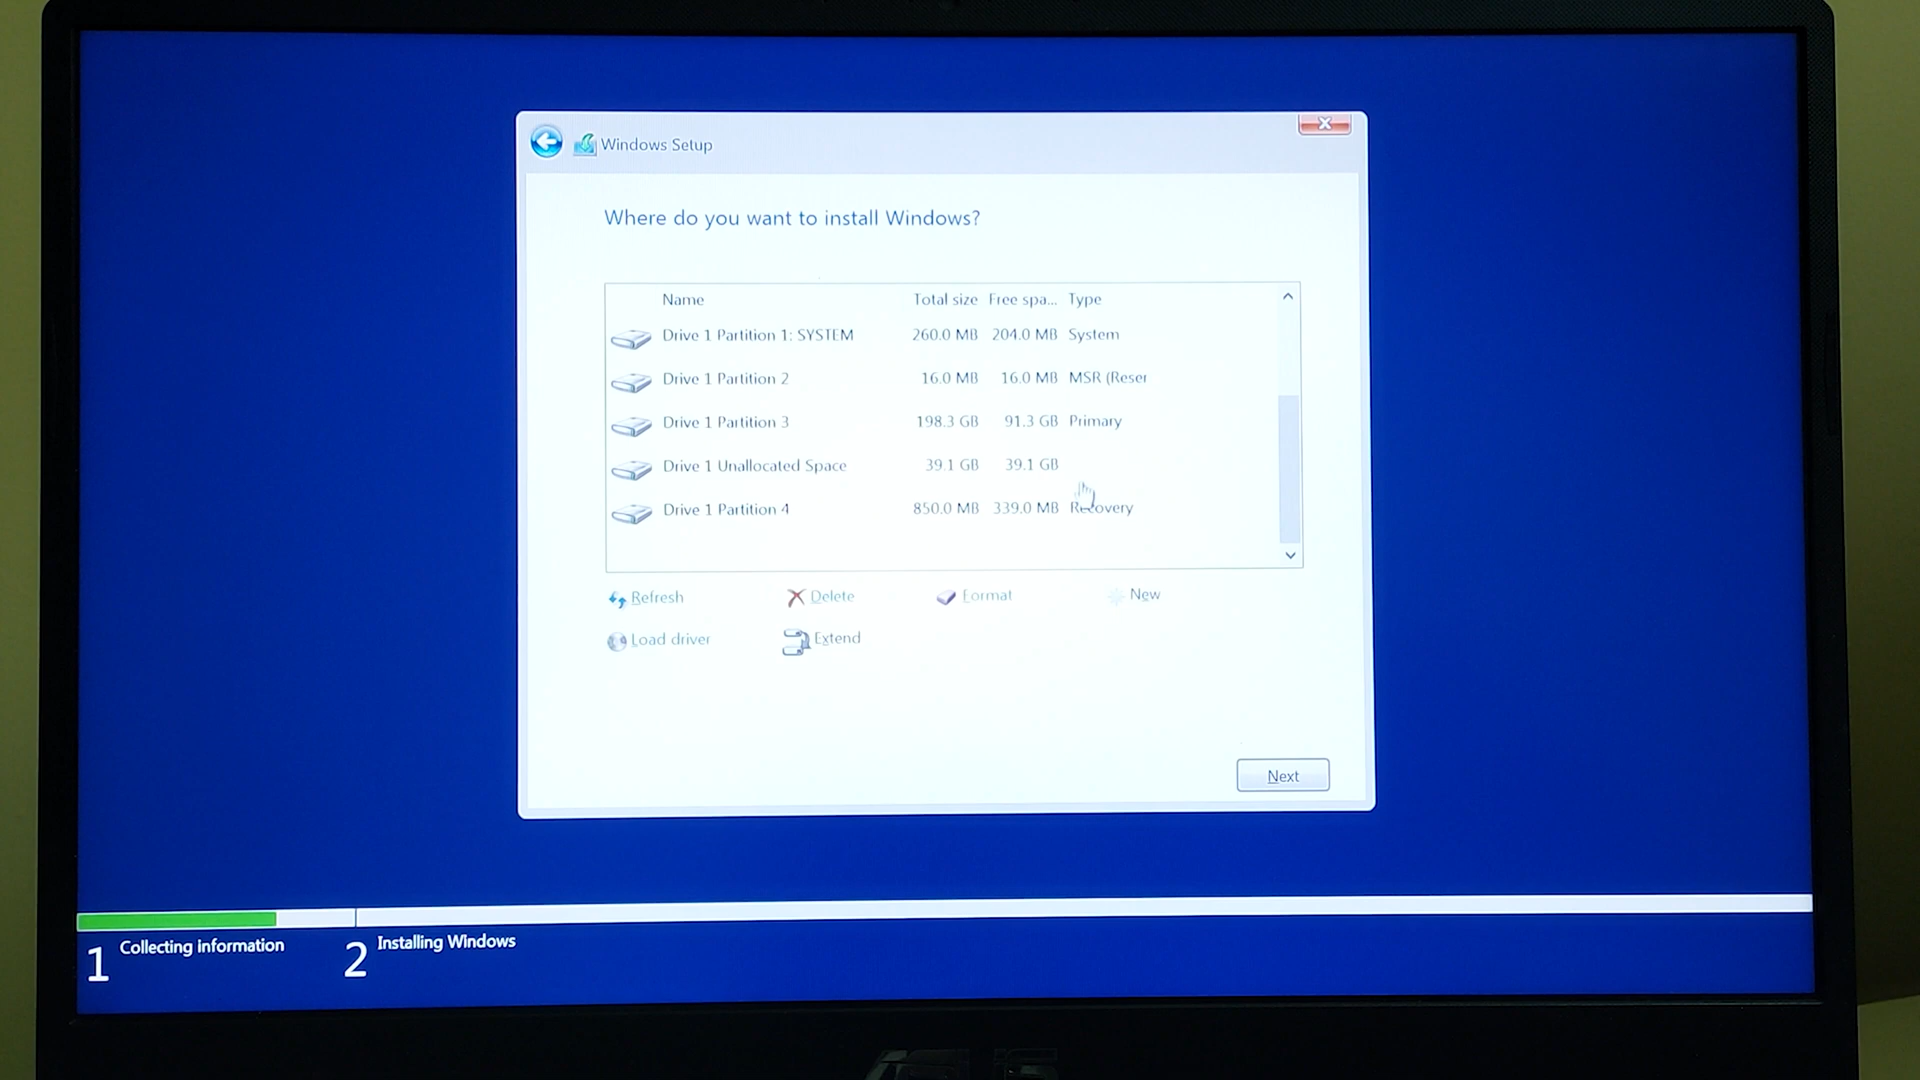 Windows Setup
Where do you want to install Windows?
Name Total size Free spa... Type
Drive 1 Partition 1: SYSTEM 260.0 MB 204.0 MB System
Drive 1 Partition 2 16.0 MB 16.0 MB MSR (Reser
Drive 1 Partition 3 198.3 GB 91.3 GB Primary
Drive 1 Unallocated Space 39.1 GB 39.1 GB
Drive 1 Partition 4 850.0 MB 339.0 MB Recovery
Refresh Delete Format New
Load driver Extend
Next
1 Collecting information 2 Installing Windows